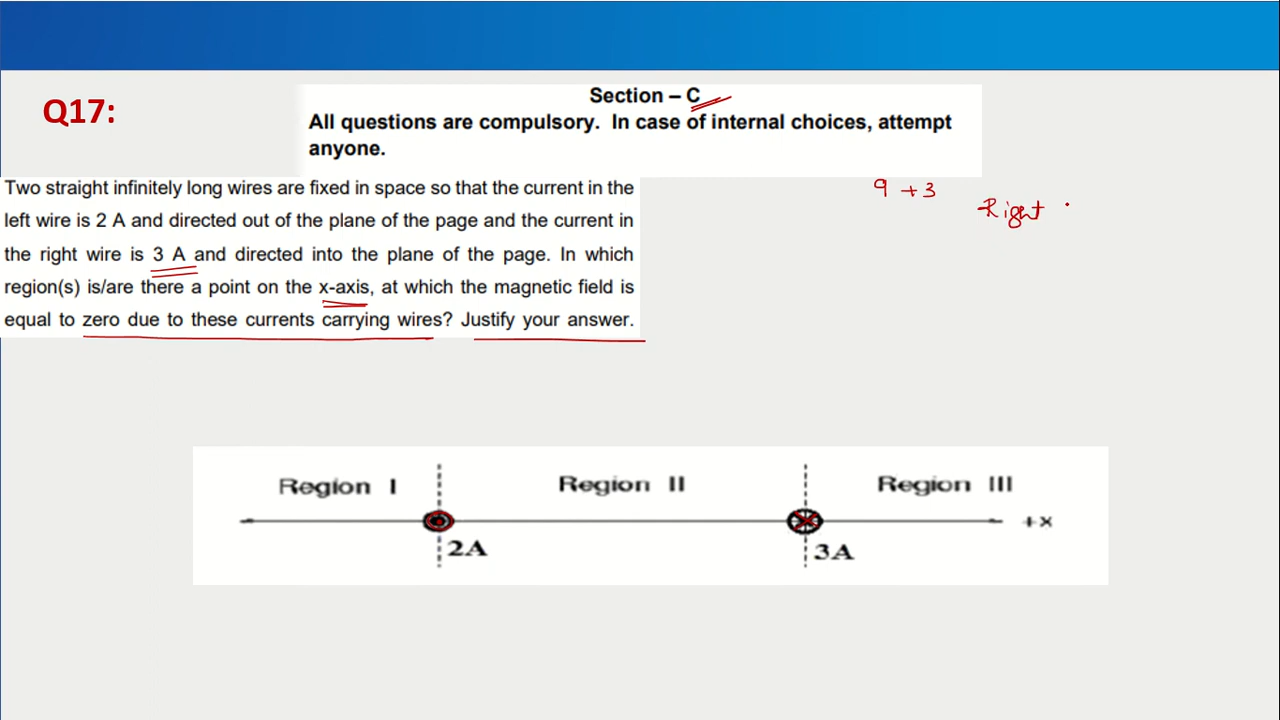 Q17:
Section – C
All questions are compulsory. In case of internal choices, attempt
anyone.
Two straight infinitely long wires are fixed in space so that the current in the
left wire is 2 A and directed out of the plane of the page and the current in
the right wire is 3 A and directed into the plane of the page. In which
region(s) is/are there a point on the x-axis, at which the magnetic field is
equal to zero due to these currents carrying wires? Justify your answer.
9 + 3
Right
Region I Region II Region III
+x
2A 3A